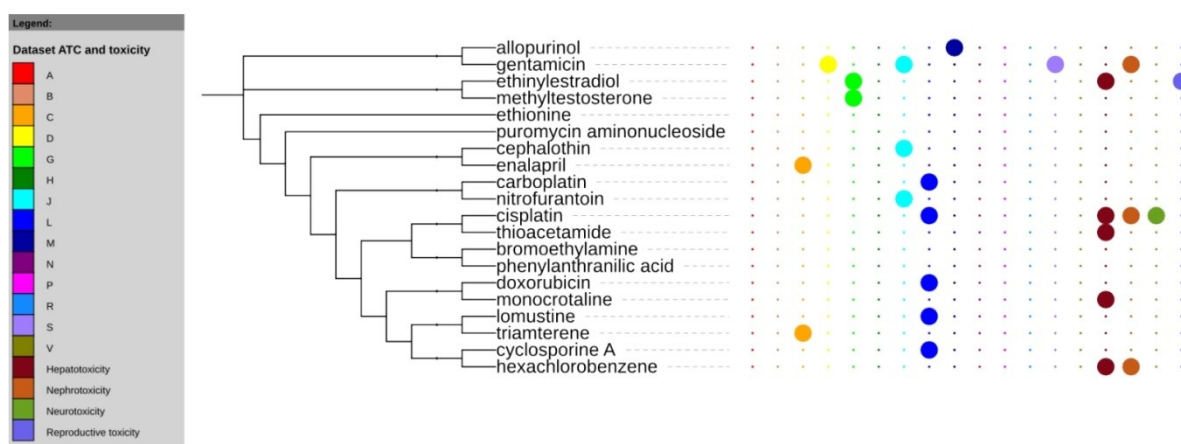 Legend:
Dataset ATC and toxicity
A
B
C
D
G
H
J
L
M
N
P
R
S
V
Hepatotoxicity
Nephrotoxicity
Neurotoxicity
Reproductive toxicity
allopurinol
gentamicin
ethinylestradiol
methyltestosterone
ethionine
puromycin aminonucleoside
cephalothin
enalapril
carboplatin
nitrofurantoin
cisplatin
thioacetamide
bromoethylamine
phenylanthranilic acid
doxorubicin
monocrotaline
lomustine
triamterene
cyclosporine A
hexachlorobenzene